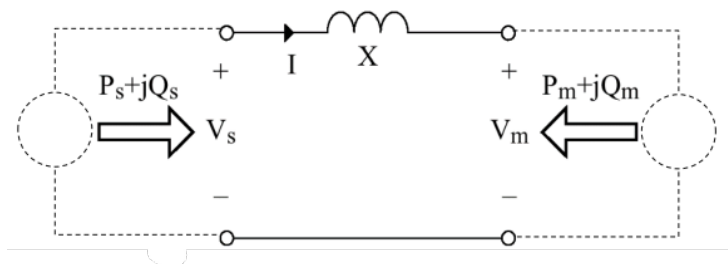 I X
+ +
Pₛ+jQₛ Pₘ+jQₘ
Vₛ Vₘ
− −